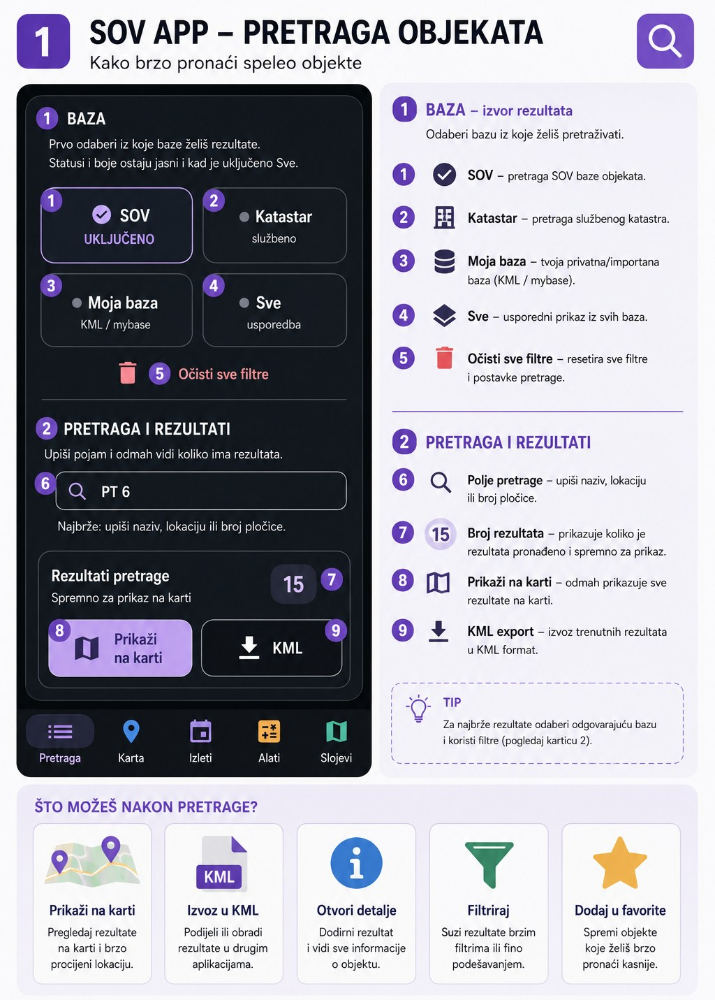 1
SOV APP – PRETRAGA OBJEKATA
Kako brzo pronaći speleo objekte
1 BAZA
Prvo odaberi iz koje baze želiš rezultate.
Statusi i boje ostaju jasni i kad je uključeno Sve.
1
SOV
UKLJUČENO
2
Katastar
službeno
3
Moja baza
KML / mybase
4
Sve
usporedba
5 Očisti sve filtre
2 PRETRAGA I REZULTATI
Upiši pojam i odmah vidi koliko ima rezultata.
6
PT 6
Najbrže: upiši naziv, lokaciju ili broj pločice.
Rezultati pretrage
Spremno za prikaz na karti
15
7
8
Prikaži
na karti
9
KML
Pretraga
Karta
Izleti
Alati
Slojevi
1 BAZA – izvor rezultata
Odaberi bazu iz koje želiš pretraživati.
1 SOV – pretraga SOV baze objekata.
2 Katastar – pretraga službenog katastra.
3 Moja baza – tvoja privatna/importana
baza (KML / mybase).
4 Sve – usporedni prikaz iz svih baza.
5 Očisti sve filtre – resetira sve filtre
i postavke pretrage.
2 PRETRAGA I REZULTATI
6 Polje pretrage – upiši naziv, lokaciju
ili broj pločice.
7 15 Broj rezultata – prikazuje koliko je
rezultata pronađeno i spremno za prikaz.
8 Prikaži na karti – odmah prikazuje sve
rezultate na karti.
9 KML export – izvoz trenutnih rezultata
u KML format.
TIP
Za najbrže rezultate odaberi odgovarajuću bazu
i koristi filtre (pogledaj karticu 2).
ŠTO MOŽEŠ NAKON PRETRAGE?
Prikaži na karti
Pregledaj rezultate
na karti i brzo
procijeni lokaciju.
KML
Izvoz u KML
Podijeli ili obradi
rezultate u drugim
aplikacijama.
Otvori detalje
Dodirni rezultat
i vidi sve informacije
o objektu.
Filtriraj
Suzi rezultate brzim
filtrima ili fino
podešavanjem.
Dodaj u favorite
Spremi objekte
koje želiš brzo
pronaći kasnije.